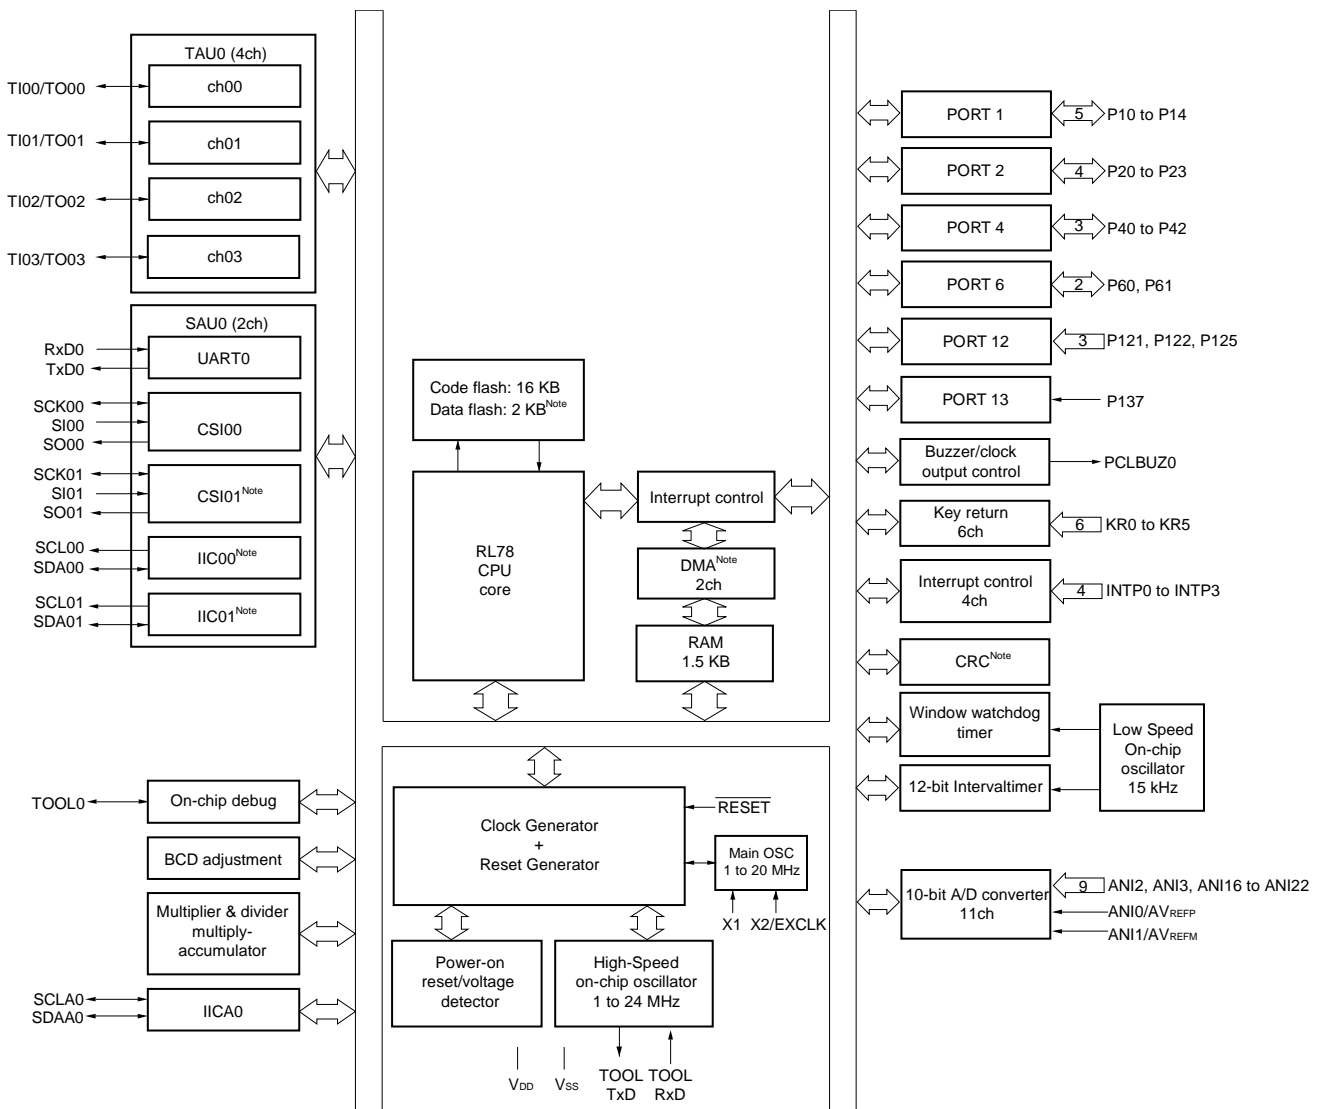 TAU0 (4ch)
TI00/TO00
ch00
TI01/TO01
ch01
TI02/TO02
ch02
TI03/TO03
ch03
SAU0 (2ch)
RxD0
TxD0
UART0
SCK00
SI00
SO00
CSI00
SCK01
SI01
SO01
CSI01Note
SCL00
SDA00
IIC00Note
SCL01
SDA01
IIC01Note
TOOL0
On-chip debug
BCD adjustment
Multiplier & divider
multiply-
accumulator
SCLA0
SDAA0
IICA0
Code flash: 16 KB
Data flash: 2 KBNote
RL78
CPU
core
Interrupt control
DMANote
2ch
RAM
1.5 KB
Clock Generator
+
Reset Generator
RESET
Main OSC
1 to 20 MHz
X1 X2/EXCLK
Power-on
reset/voltage
detector
High-Speed
on-chip oscillator
1 to 24 MHz
VDD
VSS
TOOL
TxD
TOOL
RxD
PORT 1
5
P10 to P14
PORT 2
4
P20 to P23
PORT 4
3
P40 to P42
PORT 6
2
P60, P61
PORT 12
3
P121, P122, P125
PORT 13
P137
Buzzer/clock
output control
PCLBUZ0
Key return
6ch
6
KR0 to KR5
Interrupt control
4ch
4
INTP0 to INTP3
CRCNote
Window watchdog
timer
12-bit Intervaltimer
Low Speed
On-chip
oscillator
15 kHz
10-bit A/D converter
11ch
9
ANI2, ANI3, ANI16 to ANI22
ANI0/AVREFP
ANI1/AVREFM